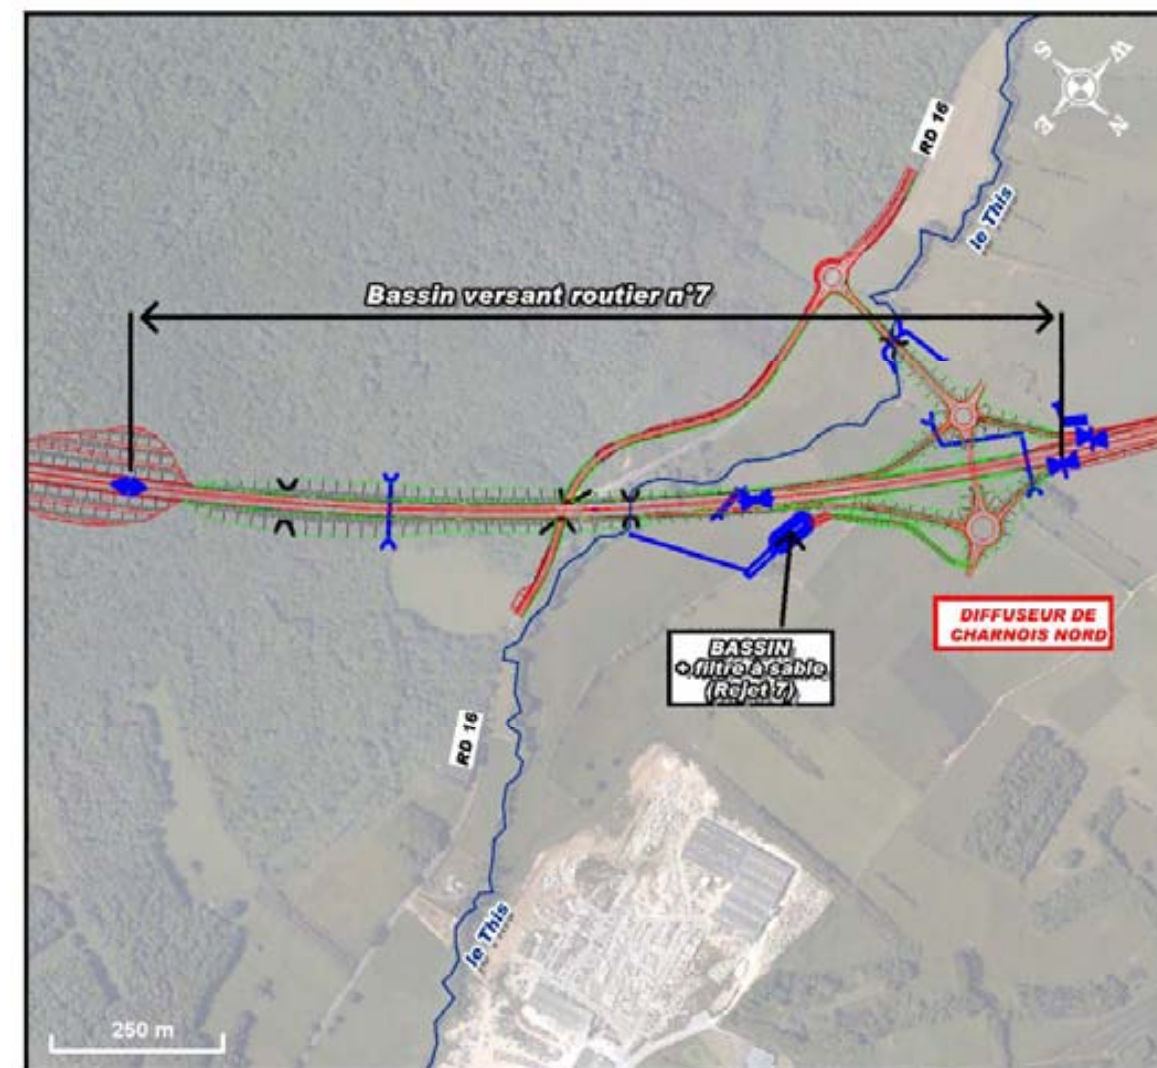 S
W
E
N
RD 16
le This
Bassin versant routier n°7
DIFFUSEUR DE
CHARNOIS NORD
BASSIN
+ filtre à sable
(Rejet 7)
RD 16
le This
250 m